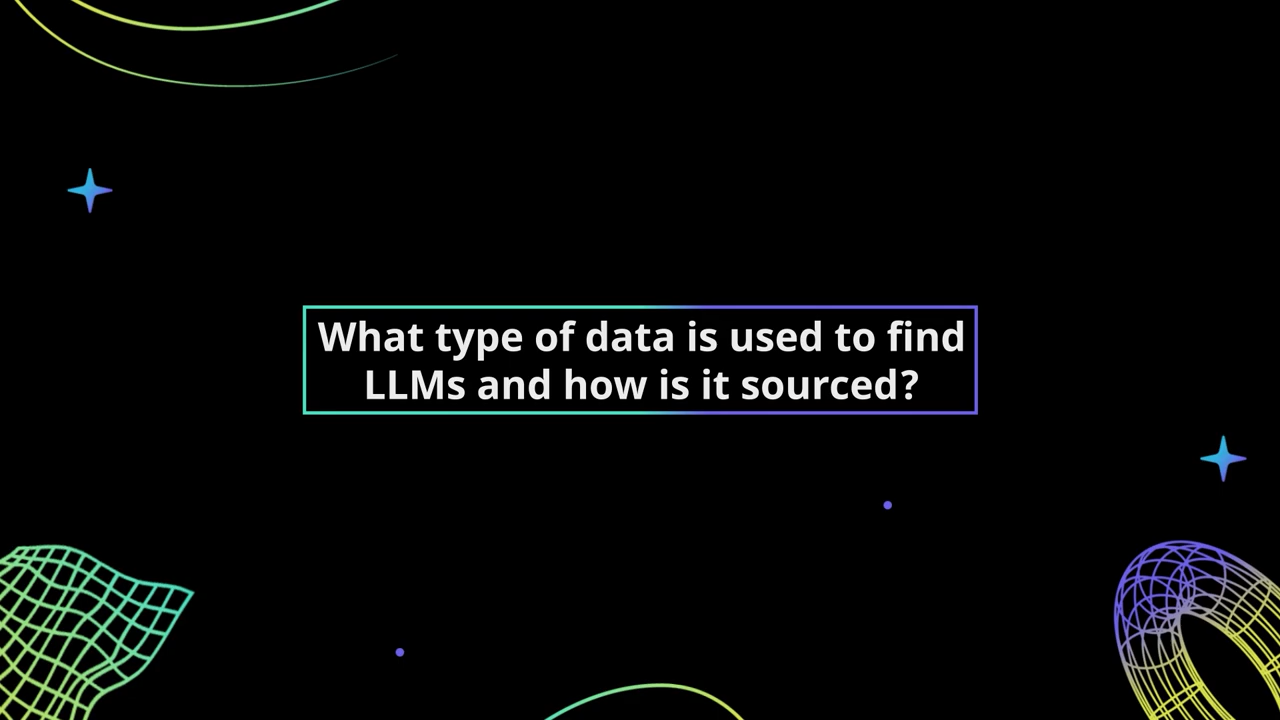 What type of data is used to find
LLMs and how is it sourced?